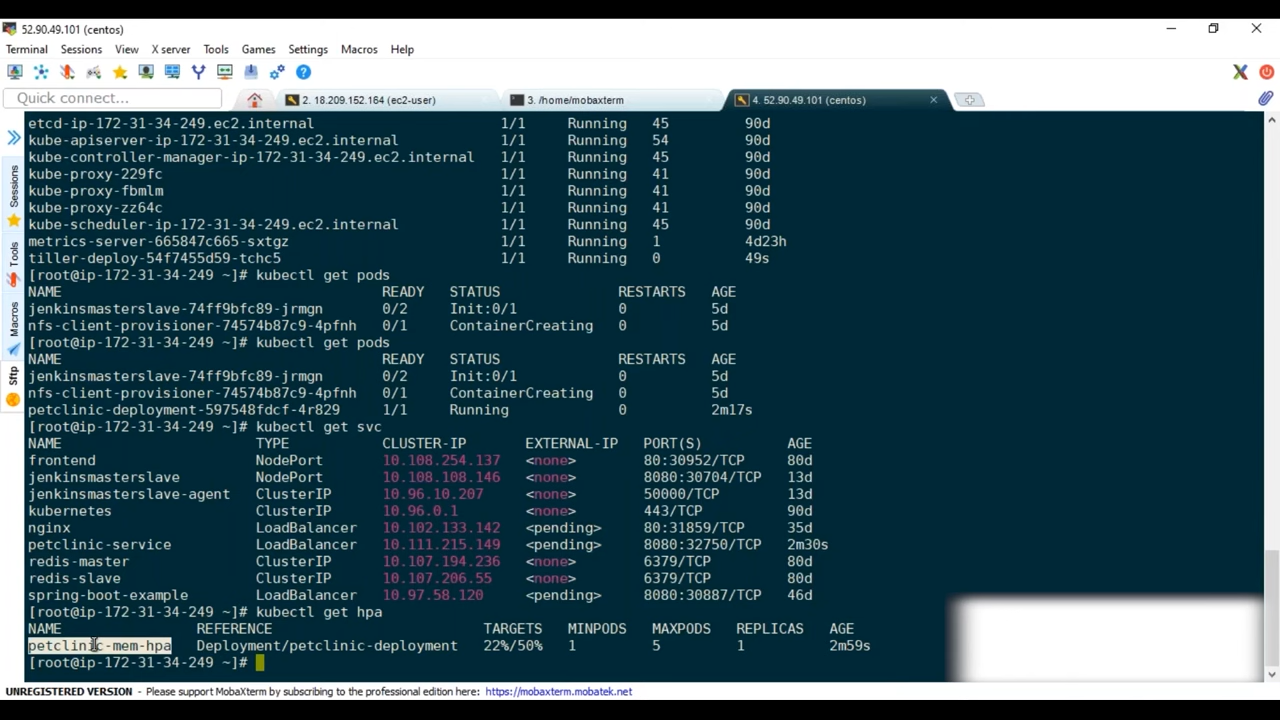 52.90.49.101 (centos)
Terminal Sessions View X server Tools Games Settings Macros Help
Quick connect...
2. 18.209.152.164 (ec2-user)
3. /home/mobaxterm
4. 52.90.49.101 (centos)
Sessions
Tools
Macros
Sftp
etcd-ip-172-31-34-249.ec2.internal 1/1 Running 45 90d
kube-apiserver-ip-172-31-34-249.ec2.internal 1/1 Running 54 90d
kube-controller-manager-ip-172-31-34-249.ec2.internal 1/1 Running 45 90d
kube-proxy-229fc 1/1 Running 41 90d
kube-proxy-fbmlm 1/1 Running 41 90d
kube-proxy-zz64c 1/1 Running 41 90d
kube-scheduler-ip-172-31-34-249.ec2.internal 1/1 Running 45 90d
metrics-server-665847c665-sxtgz 1/1 Running 1 4d23h
tiller-deploy-54f7455d59-tchc5 1/1 Running 0 49s
[root@ip-172-31-34-249 ~]# kubectl get pods
NAME READY STATUS RESTARTS AGE
jenkinsmasterslave-74ff9bfc89-jrmgn 0/2 Init:0/1 0 5d
nfs-client-provisioner-74574b87c9-4pfnh 0/1 ContainerCreating 0 5d
[root@ip-172-31-34-249 ~]# kubectl get pods
NAME READY STATUS RESTARTS AGE
jenkinsmasterslave-74ff9bfc89-jrmgn 0/2 Init:0/1 0 5d
nfs-client-provisioner-74574b87c9-4pfnh 0/1 ContainerCreating 0 5d
petclinic-deployment-597548fdcf-4r829 1/1 Running 0 2m17s
[root@ip-172-31-34-249 ~]# kubectl get svc
NAME TYPE CLUSTER-IP EXTERNAL-IP PORT(S) AGE
frontend NodePort 10.108.254.137 <none> 80:30952/TCP 80d
jenkinsmasterslave NodePort 10.108.108.146 <none> 8080:30704/TCP 13d
jenkinsmasterslave-agent ClusterIP 10.96.10.207 <none> 50000/TCP 13d
kubernetes ClusterIP 10.96.0.1 <none> 443/TCP 90d
nginx LoadBalancer 10.102.133.142 <pending> 80:31859/TCP 35d
petclinic-service LoadBalancer 10.111.215.149 <pending> 8080:32750/TCP 2m30s
redis-master ClusterIP 10.107.194.236 <none> 6379/TCP 80d
redis-slave ClusterIP 10.107.206.55 <none> 6379/TCP 80d
spring-boot-example LoadBalancer 10.97.58.120 <pending> 8080:30887/TCP 46d
[root@ip-172-31-34-249 ~]# kubectl get hpa
NAME REFERENCE TARGETS MINPODS MAXPODS REPLICAS AGE
petclinic-mem-hpa Deployment/petclinic-deployment 22%/50% 1 5 1 2m59s
[root@ip-172-31-34-249 ~]#
UNREGISTERED VERSION - Please support MobaXterm by subscribing to the professional edition here: https://mobaxterm.mobatek.net